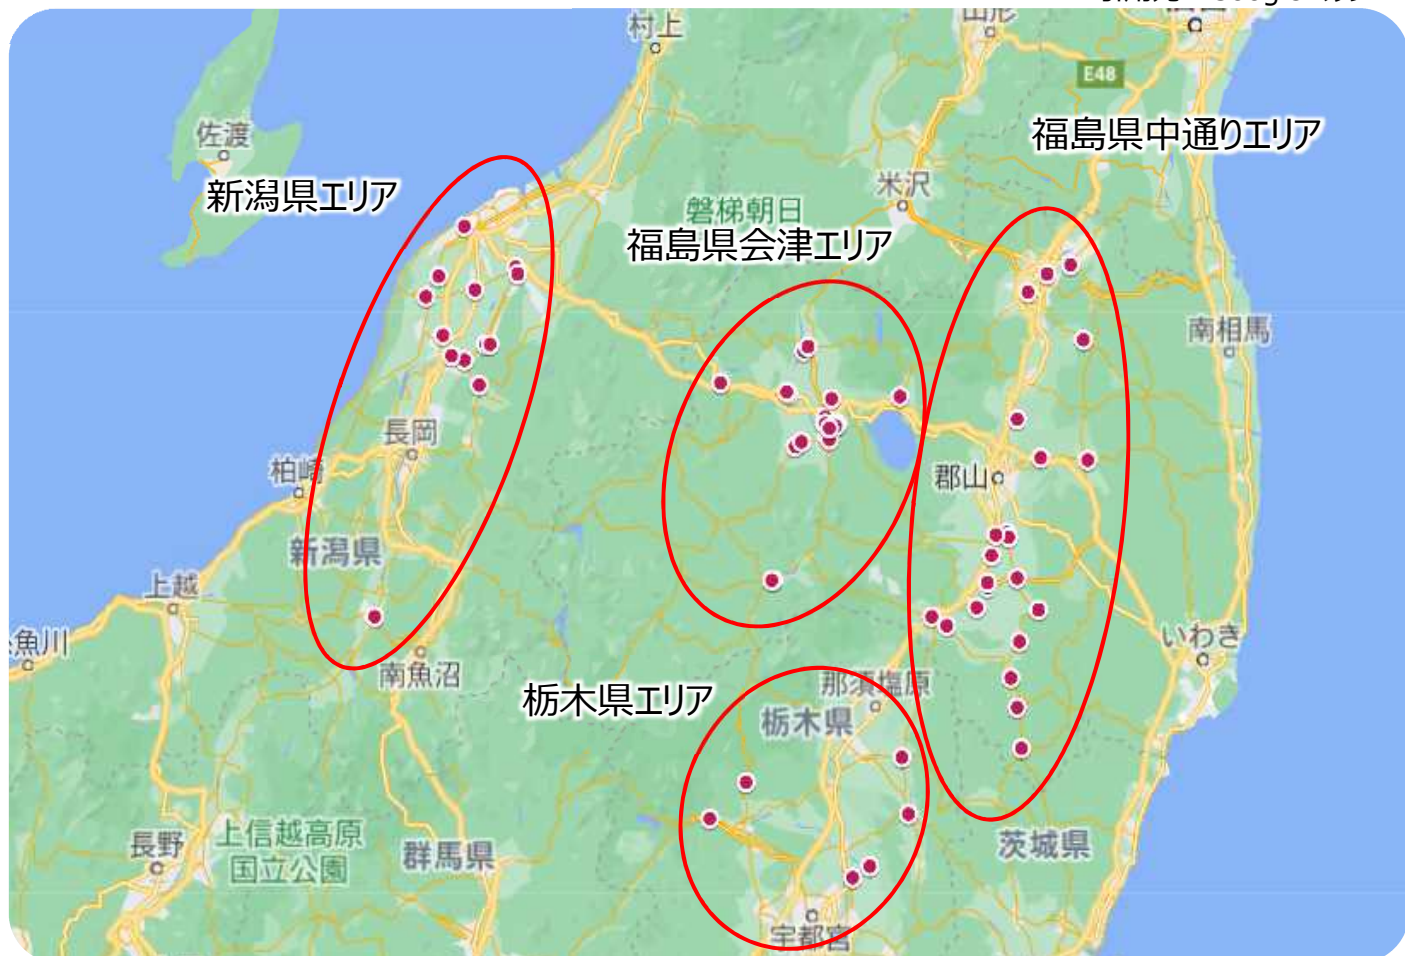 村上
E48
佐渡
福島県中通りエリア
新潟県エリア
米沢
磐梯朝日
福島県会津エリア
南相馬
長岡
柏崎
郡山
新潟県
上越
魚川
いわき
南魚沼
那須塩原
栃木県エリア
栃木県
上信越高原
国立公園
長野
群馬県
茨城県
宇都宮